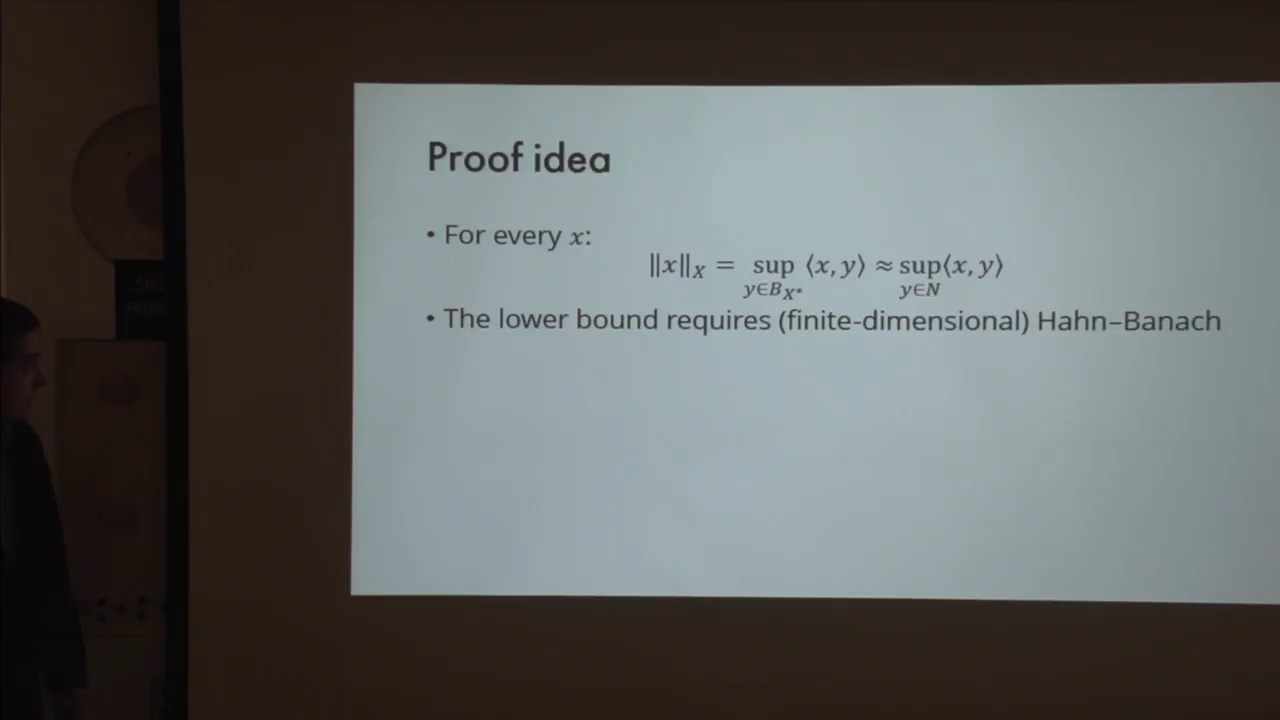 Proof idea
• For every x:
‖x‖_X = sup_{y∈B_{X*}} ⟨x, y⟩ ≈ sup_{y∈N} ⟨x, y⟩
• The lower bound requires (finite-dimensional) Hahn–Banach